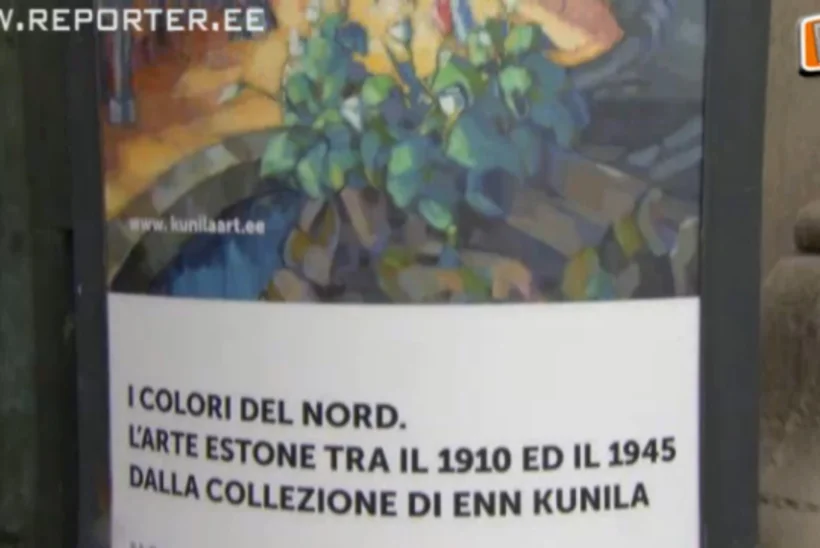 W.REPORTER.EE
www.kunilaart.ee
I COLORI DEL NORD.
L'ARTE ESTONE TRA IL 1910 ED IL 1945
DALLA COLLEZIONE DI ENN KUNILA